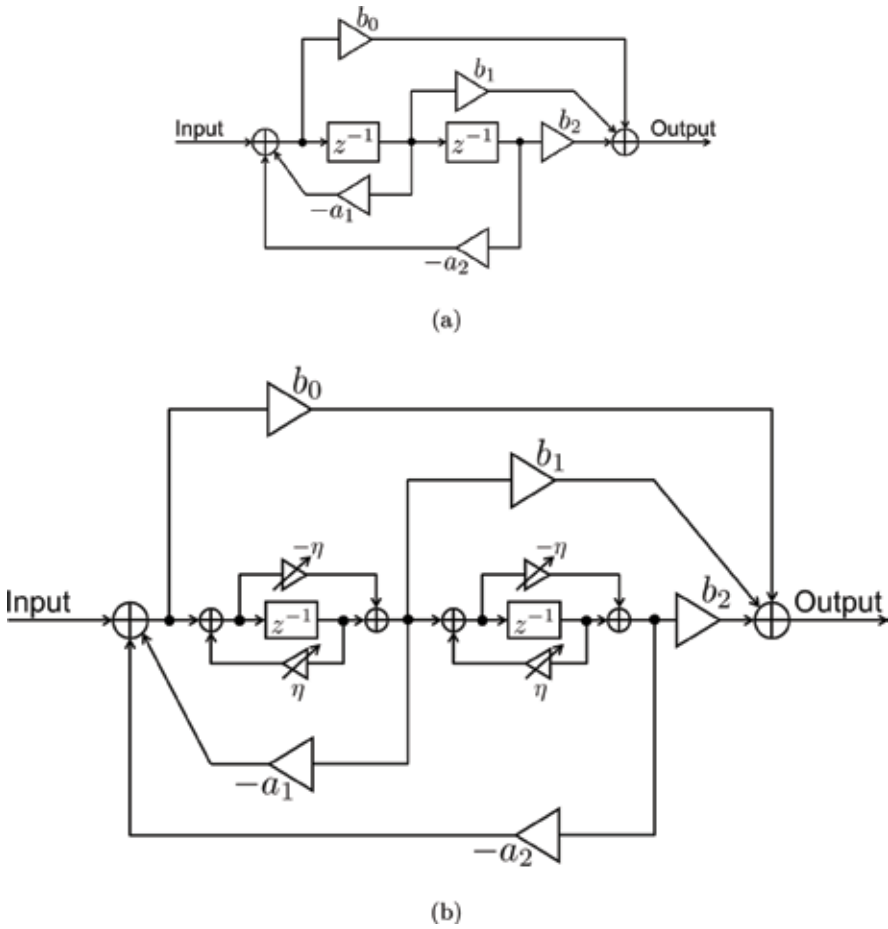 b₀
b₁
Input z⁻¹ z⁻¹ b₂ Output
−a₁
−a₂
(a)
b₀
b₁
−η −η
Input z⁻¹ z⁻¹ b₂ Output
η η
−a₁
−a₂
(b)